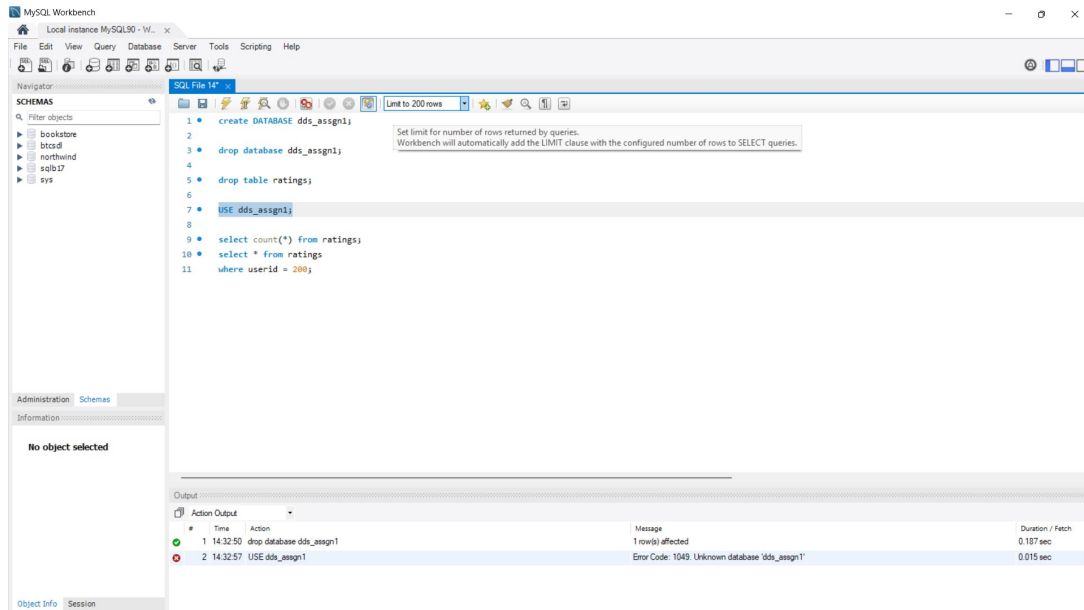 MySQL Workbench
Local instance MySQL90 - W...
File Edit View Query Database Server Tools Scripting Help
Navigator
SQL File 14*
SCHEMAS
Filter objects
Limit to 200 rows
bookstore
btcsdl
northwind
sqlb17
sys
1 create DATABASE dds_assgn1;
2
3 drop database dds_assgn1;
4
5 drop table ratings;
6
7 USE dds_assgn1;
8
9 select count(*) from ratings;
10 select * from ratings
11 where userid = 200;
Set limit for number of rows returned by queries.
Workbench will automatically add the LIMIT clause with the configured number of rows to SELECT queries.
Administration Schemas
Information
No object selected
Output
Action Output
# Time Action Message Duration / Fetch
1 14:32:50 drop database dds_assgn1 1 row(s) affected 0.187 sec
2 14:32:57 USE dds_assgn1 Error Code: 1049. Unknown database 'dds_assgn1' 0.015 sec
Object Info Session